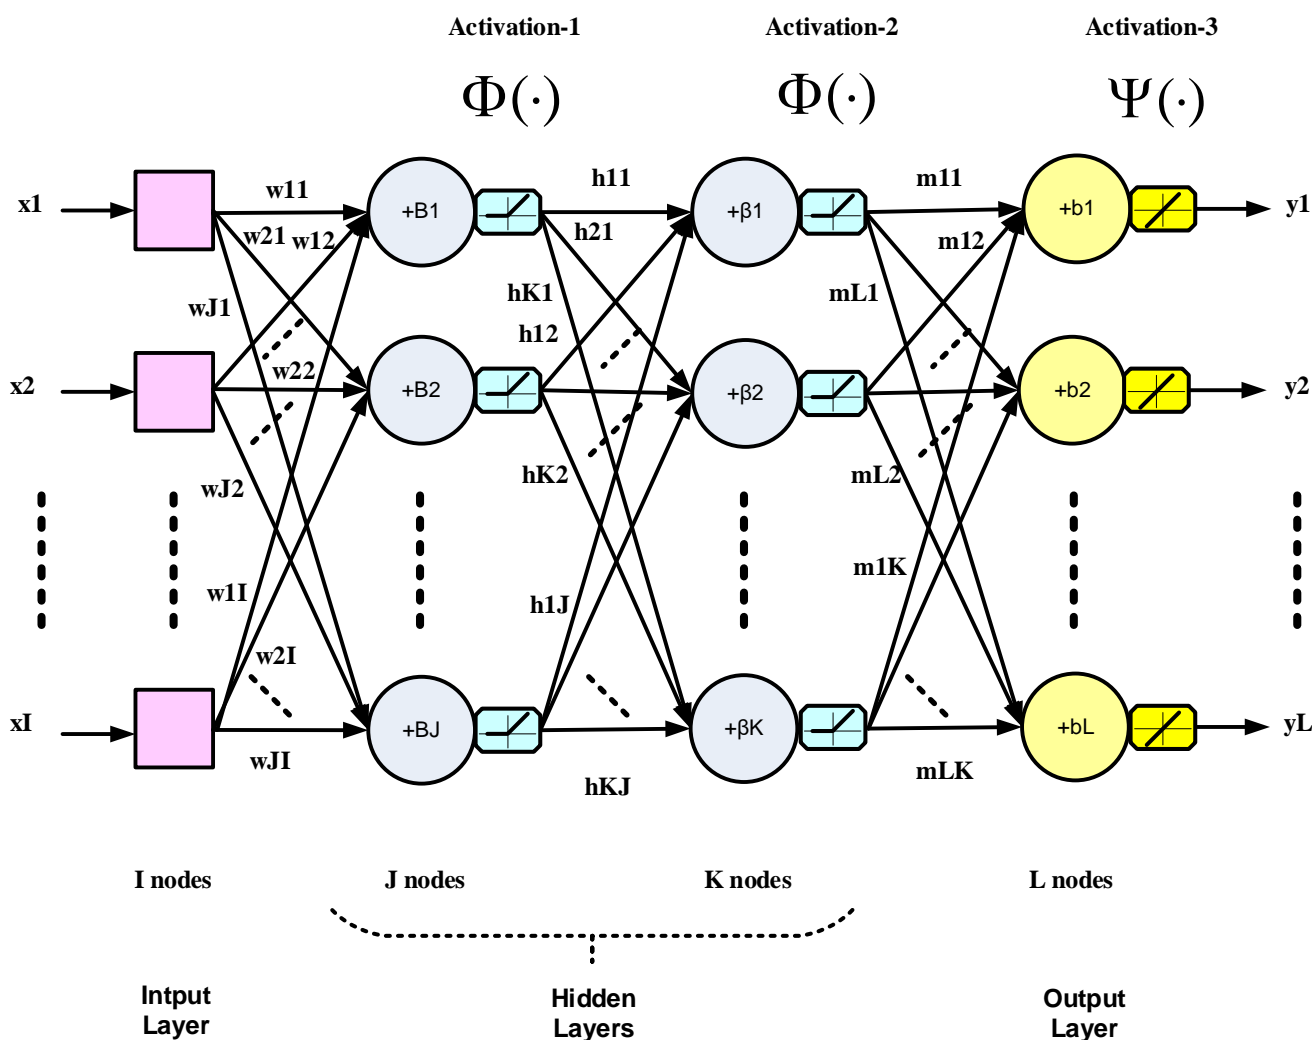 Activation-1 Activation-2 Activation-3
Φ(·) Φ(·) Ψ(·)
x1 w11 +B1 h11 +β1 m11 +b1 y1
w21 w12 h21 m12
wJ1 hK1 mL1
h12
x2 w22 +B2 +β2 +b2 y2
wJ2 hK2 mL2
w1I h1J m1K
w2I
xI +BJ +βK +bL yL
wJI hKJ mLK
I nodes J nodes K nodes L nodes
Intput
Layer
Hidden
Layers
Output
Layer